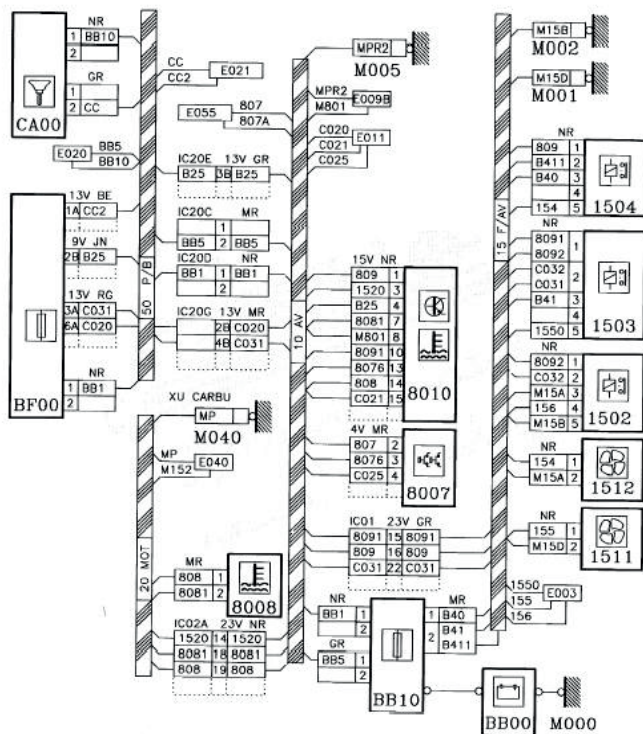 NR
1 BB10
2
GR
1
2 CC
CA00
CC
CC2
E021
E055
807
807A
BB5
BB10
E020
13V BE
1A CC2
9V JN
2B B25
13V RG
3A C031
6A C020
NR
1 BB1
2
BF00
50 P/B
IC20E 13V GR
B25 3B B25
IC20C MR
1
BB5 2 BB5
IC20D NR
BB1 1 BB1
2
IC20G 13V MR
2B C020
4B C031
XU CARBU
MP
M040
MP
M152
E040
20 MOT
MR
808 1
8081 2
8008
IC02A 23V NR
1520 14 1520
8081 18 8081
808 19 808
MPR2
M005
MPR2
M801
E009B
C020
C021
C025
E011
10 AV
15V NR
809 1
1520 3
B25 4
8081 7
M801 8
8091 10
8076 13
808 14
C021 15
8010
4V MR
807 2
8076 3
C025 4
8007
IC01 23V GR
8091 15 8091
809 16 809
C031 22 C031
NR
BB1 1
2
GR
BB5 1
2
MR
1 B40
2 B41
B411
BB10
BB00
M000
M15B
M002
M15D
M001
15 F/AV
NR
809 1
B411 2
B40 3
4
154 5
1504
NR
8091 1
8092
C032 2
C031
B41 3
4
1550 5
1503
NR
8092 1
C032 2
M15A 3
156 4
M15B 5
1502
NR
154 1
M15A 2
1512
NR
155 1
M15D 2
1511
1550
155
156
E003